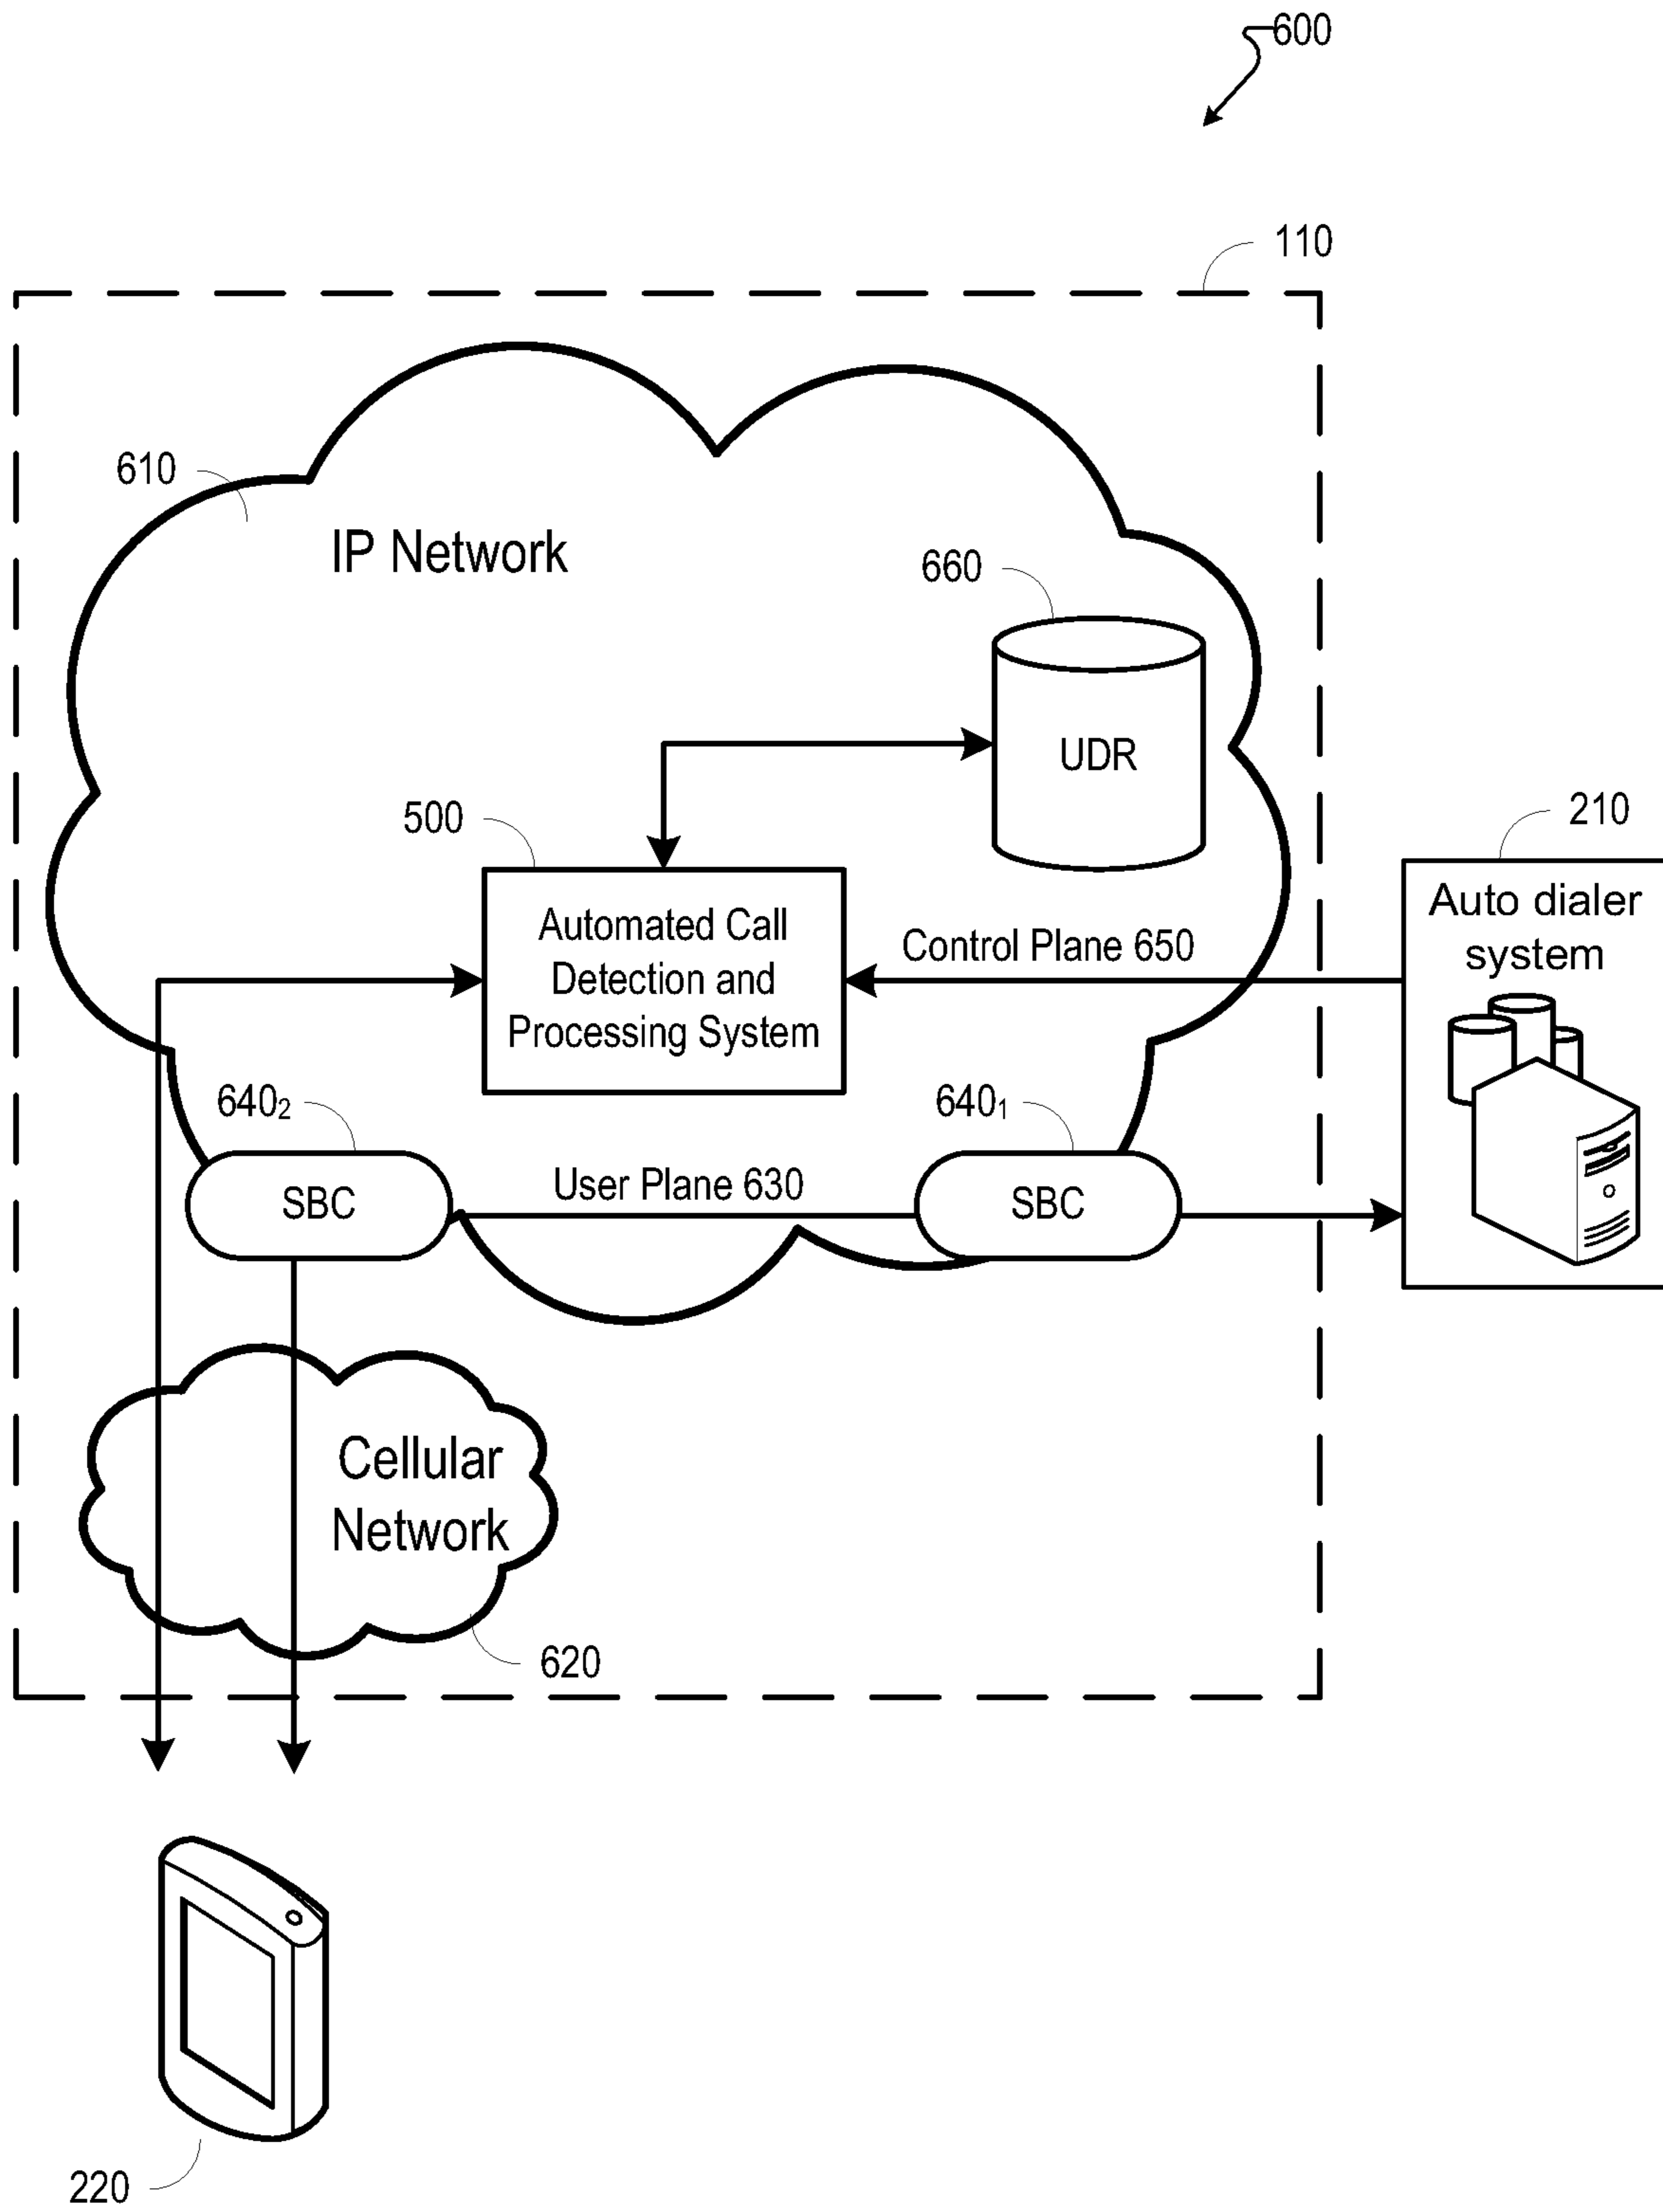 600
110
610
IP Network
660
UDR
500
210
Auto dialer
system
Automated Call
Detection and
Processing System
Control Plane 650
640₂
640₁
SBC
User Plane 630
SBC
Cellular
Network
620
220